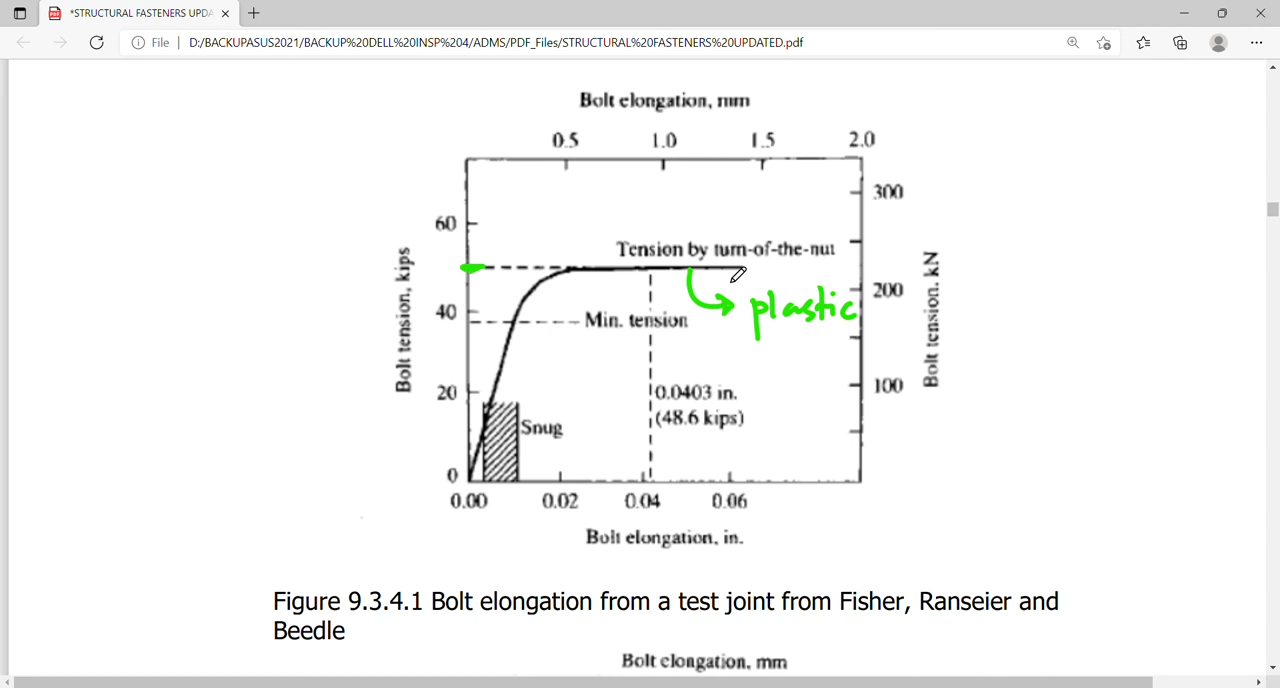 *STRUCTURAL FASTENERS UPDA
File
D:/BACKUPASUS2021/BACKUP%20DELL%20INSP%204/ADMS/PDF_Files/STRUCTURAL%20FASTENERS%20UPDATED.pdf
Bolt elongation, mm
0.5 1.0 1.5 2.0
Bolt tension, kips
60
40
20
0
300
200
100
Bolt tension. kN
Tension by turn-of-the-nut
plastic
Min. tension
0.0403 in.
(48.6 kips)
Snug
0.00 0.02 0.04 0.06
Bolt elongation, in.
Figure 9.3.4.1 Bolt elongation from a test joint from Fisher, Ranseier and
Beedle
Bolt elongation, mm